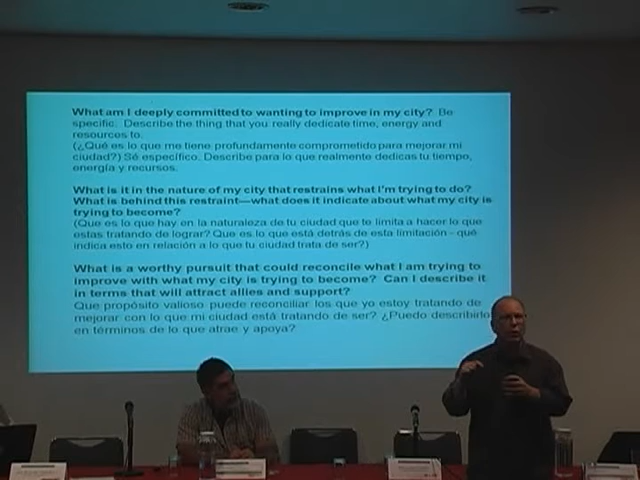 What am I deeply committed to wanting to improve in my city? Be
specific. Describe the thing that you really dedicate time, energy and
resources to.
(¿Qué es lo que me tiene profundamente comprometido para mejorar mi
ciudad?) Sé específico. Describe para lo que realmente dedicas tu tiempo,
energía y recursos.
What is it in the nature of my city that restrains what I'm trying to do?
What is behind this restraint—what does it indicate about what my city is
trying to become?
(Que es lo que hay en la naturaleza de tu ciudad que te limita a hacer lo que
estas tratando de lograr? Que es lo que está detrás de esta limitación - qué
indica esto en relación a lo que tu ciudad trata de ser?)
What is a worthy pursuit that could reconcile what I am trying to
improve with what my city is trying to become? Can I describe it
in terms that will attract allies and support?
Que propósito valioso puede reconciliar los que yo estoy tratando de
mejorar con lo que mi ciudad está tratando de ser? ¿Puedo describirlo
en términos de lo que atrae y apoya?